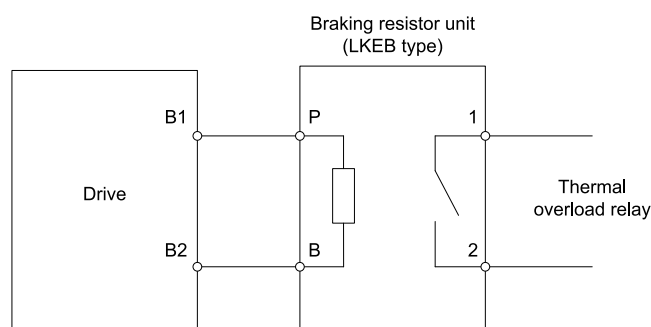 Braking resistor unit
(LKEB type)
B1
P
1
Drive
Thermal
overload relay
B2
B
2